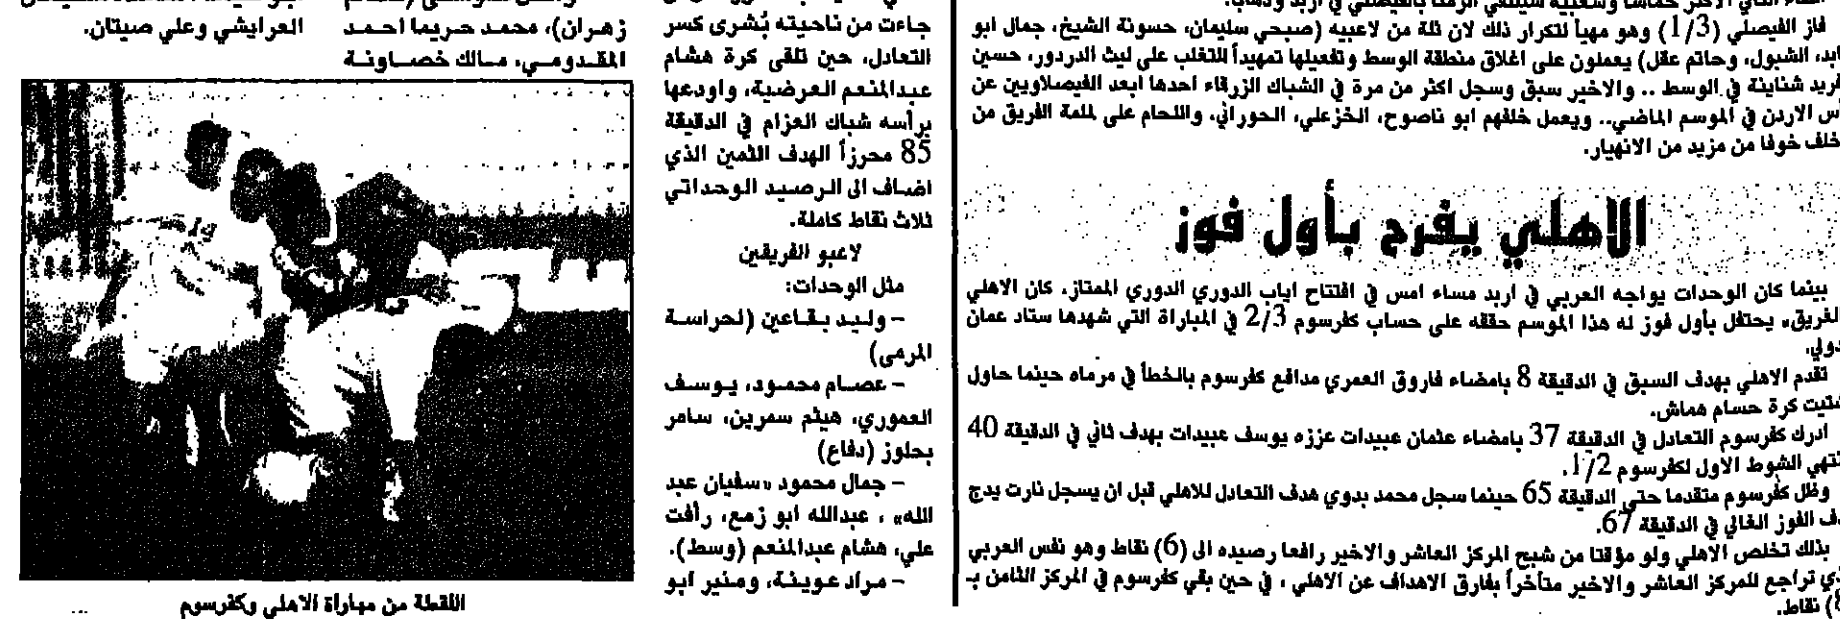 فاز الفيصلي (1/3) وهو مهيأ لتكرار ذلك لان ثلة من لاعبيه (صبحي سليمان، حسونة الشيخ، جمال ابو
الشبول، وحاتم عقل) يعملون على اغلاق منطقة الوسط وتفعيلها تمهيداً للتغلب على ليث الدردور، حسين
شناينة في الوسط .. والاخير سبق وسجل اكثر من مرة في الشباك الزرقاء احدها ابعد الفيصلاويين عن
الاردن في الموسم الماضي.. ويعمل خلفهم ابو ناصوح، الخزعلي، الحوراني، واللحام على لملمة الفريق من
خوفا من مزيد من الانهيار.
الاهلي يفرح بأول فوز
بينما كان الوحدات يواجه العربي في اربد مساء امس في افتتاح اياب الدوري الدوري الممتاز، كان الاهلي
يحتفل بأول فوز له هذا الموسم حققه على حساب كفرسوم 2/3 في المباراة التي شهدها ستاد عمان
تقدم الاهلي بهدف السبق في الدقيقة 8 بامضاء فاروق العمري مدافع كفرسوم بالخطأ في مرماه حينما حاول
كرة حسام هماش.
ادرك كفرسوم التعادل في الدقيقة 37 بامضاء عثمان عبيدات عززه يوسف عبيدات بهدف ثاني في الدقيقة 40
الشوط الاول لكفرسوم 1/2.
وظل كفرسوم متقدما حتى الدقيقة 65 حينما سجل محمد بدوي هدف التعادل للاهلي قبل ان يسجل نارت يدج
الفوز الغالي في الدقيقة 67.
بذلك تخلص الاهلي ولو مؤقتا من شبح المركز العاشر والاخير رافعا رصيده الى (6) نقاط وهو نفس العربي
تراجع للمركز العاشر والاخير متأخراً بفارق الاهداف عن الاهلي ، في حين بقي كفرسوم في المركز الثامن بـ
نقاط.
جاءت من ناحيته بُشرى كسر
التعادل، حين تلقى كرة هشام
عبدالمنعم العرضية، واودعها
برأسه شباك العزام في الدقيقة
85 محرزاً الهدف الثمين الذي
اضاف الى الرصيد الوحداتي
ثلاث نقاط كاملة.
لاعبو الفريقين
مثل الوحدات:
– وليد بقاعين (لحراسة
المرمى)
– عصام محمود، يوسف
العموري، هيثم سمرين، سامر
بحلوز (دفاع)
– جمال محمود «سفيان عبد
الله» ، عبدالله ابو زمع، رأفت
علي، هشام عبدالمنعم (وسط).
– مراد عوينة، ومنير ابو
زهران)، محمد حريما احمد
المقدومي، مالك خصاونة
العرايشي وعلي صيتان.
اللقطة من مباراة الاهلي وكفرسوم